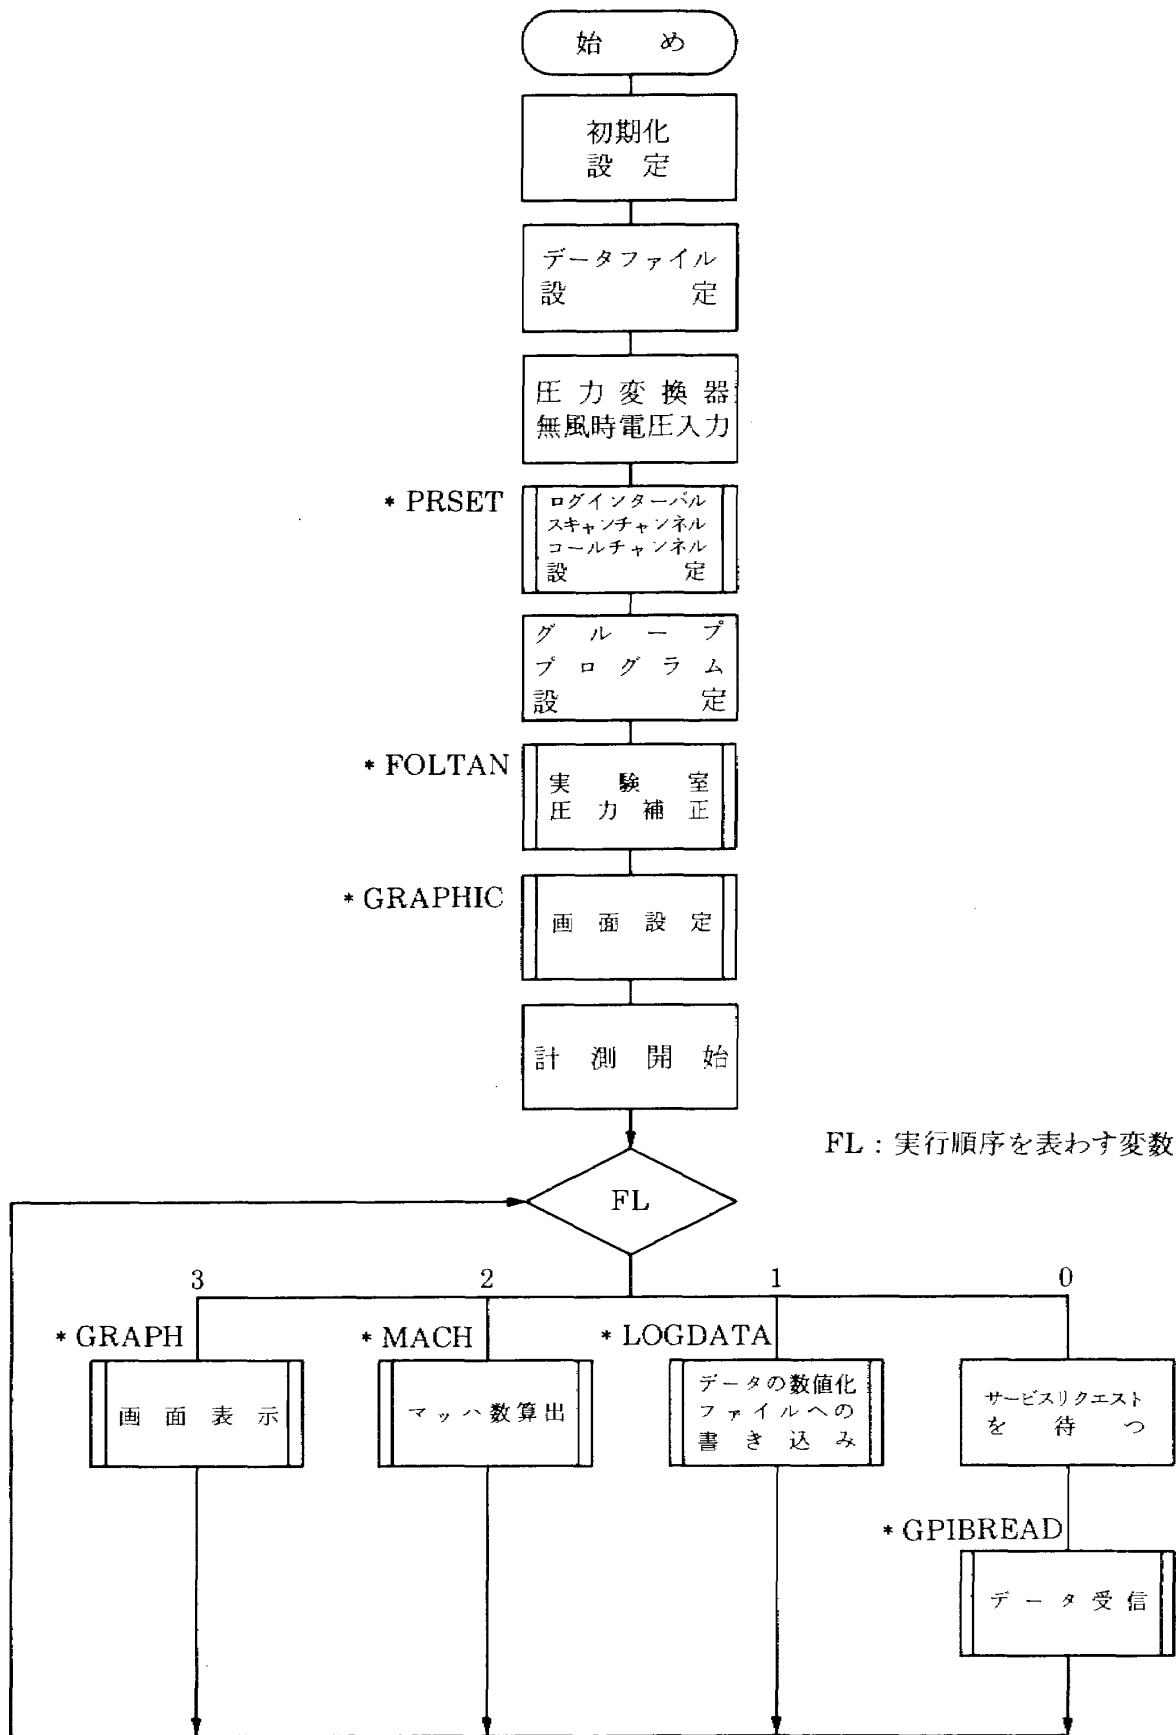 始め
初期化
設定
データファイル
設定
圧力変換器
無風時電圧入力
* PRSET
ログインターバル
スキャンチャンネル
コールチャンネル
設定
グループ
プログラム
設定
* FOLTAN
実験室
圧力補正
* GRAPHIC
画面設定
計測開始
FL : 実行順序を表わす変数
FL
3 2 1 0
* GRAPH
画面表示
* MACH
マッハ数算出
* LOGDATA
データの数値化
ファイルへの
書き込み
サービスリクエスト
を待つ
* GPIBREAD
データ受信